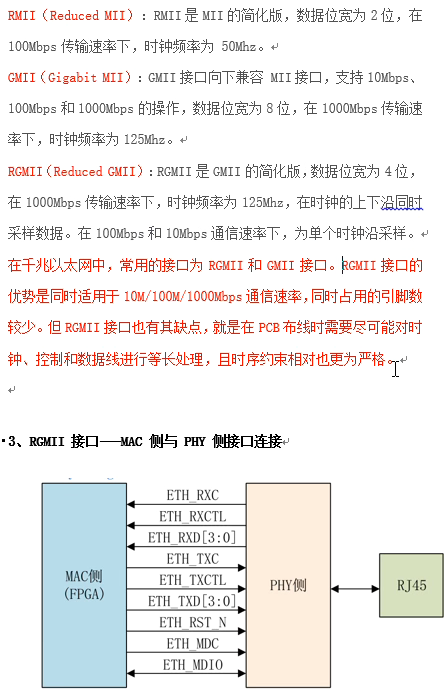 RMII（Reduced MII）：RMII 是 MII 的简化版，数据位宽为 2 位，在
100Mbps 传输速率下，时钟频率为 50Mhz。
GMII（Gigabit MII）：GMII 接口向下兼容 MII 接口，支持 10Mbps、
100Mbps 和 1000Mbps 的操作，数据位宽为 8 位，在 1000Mbps 传输速
率下，时钟频率为 125Mhz。
RGMII（Reduced GMII）：RGMII 是 GMII 的简化版，数据位宽为 4 位，
在 1000Mbps 传输速率下，时钟频率为 125Mhz，在时钟的上下沿同时
采样数据。在 100Mbps 和 10Mbps 通信速率下，为单个时钟沿采样。
在千兆以太网中，常用的接口为 RGMII 和 GMII 接口。RGMII 接口的
优势是同时适用于 10M/100M/1000Mbps 通信速率，同时占用的引脚数
较少。但 RGMII 接口也有其缺点，就是在 PCB 布线时需要尽可能对时
钟、控制和数据线进行等长处理，且时序约束相对也更为严格。
3、RGMII 接口——MAC 侧与 PHY 侧接口连接
ETH_RXC
ETH_RXCTL
ETH_RXD[3:0]
ETH_TXC
ETH_TXCTL
ETH_TXD[3:0]
ETH_RST_N
ETH_MDC
ETH_MDIO
MAC侧
(FPGA)
PHY侧
RJ45